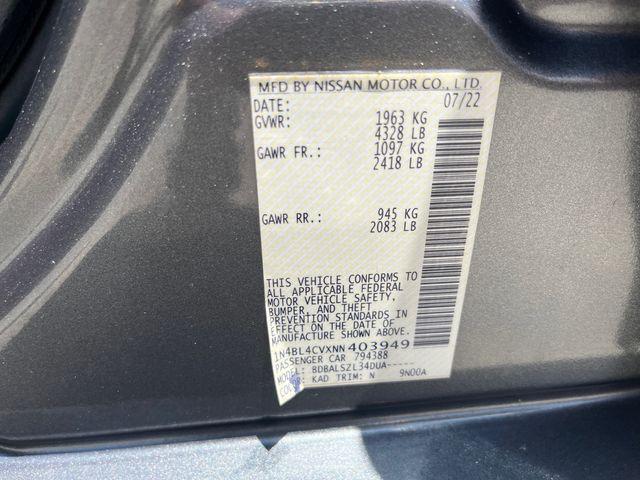 MFD BY NISSAN MOTOR CO., LTD.
DATE: 07/22
GVWR: 1963 KG
4328 LB
GAWR FR.: 1097 KG
2418 LB
GAWR RR.: 945 KG
2083 LB
THIS VEHICLE CONFORMS TO
ALL APPLICABLE FEDERAL
MOTOR VEHICLE SAFETY,
BUMPER, AND THEFT
PREVENTION STANDARDS IN
EFFECT ON THE DATE OF
MANUFACTURE SHOWN ABOVE.
1N4BL4CVXNN403949
PASSENGER CAR 794388
MODEL: BDBALSZL34DUA-----
KAD TRIM: N 9N00A